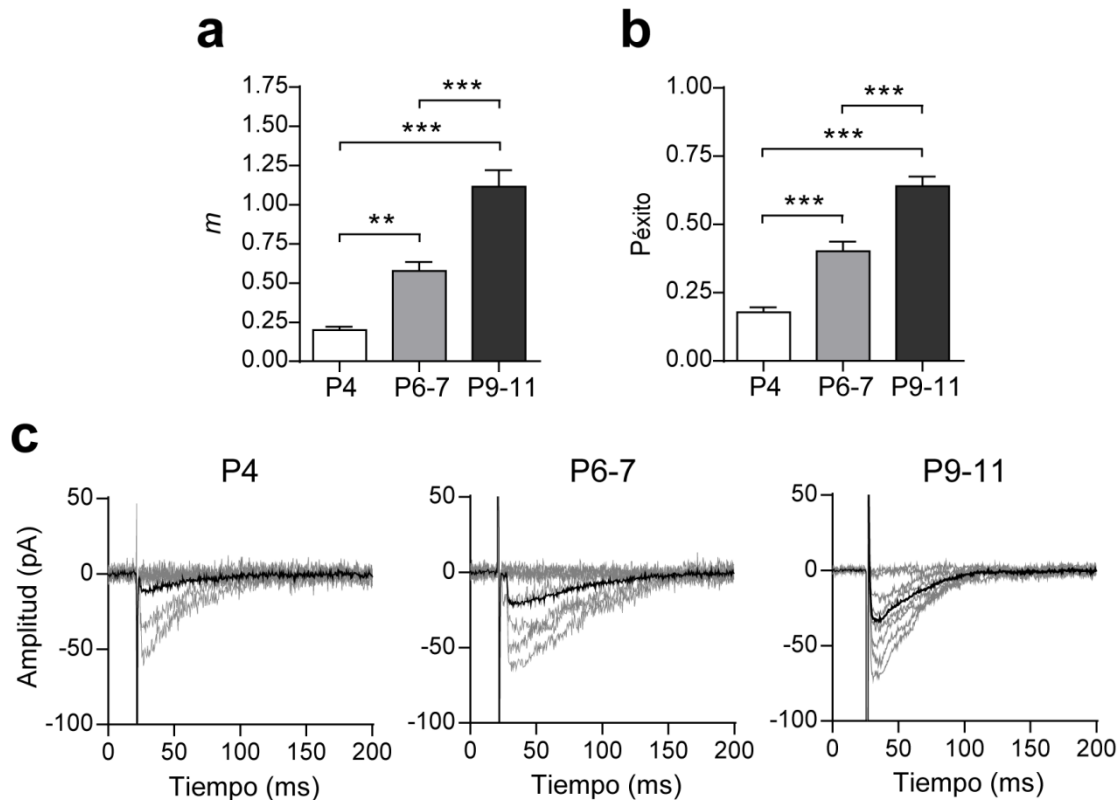 a
1.75
1.50
1.25
1.00
0.75
0.50
0.25
0.00
m
***
***
**
P4 P6-7 P9-11
b
1.00
0.75
0.50
0.25
0.00
Péxito
***
***
***
P4 P6-7 P9-11
c
P4
50
0
-50
-100
Amplitud (pA)
0 50 100 150 200
Tiempo (ms)
P6-7
50
0
-50
-100
0 50 100 150 200
Tiempo (ms)
P9-11
50
0
-50
-100
0 50 100 150 200
Tiempo (ms)